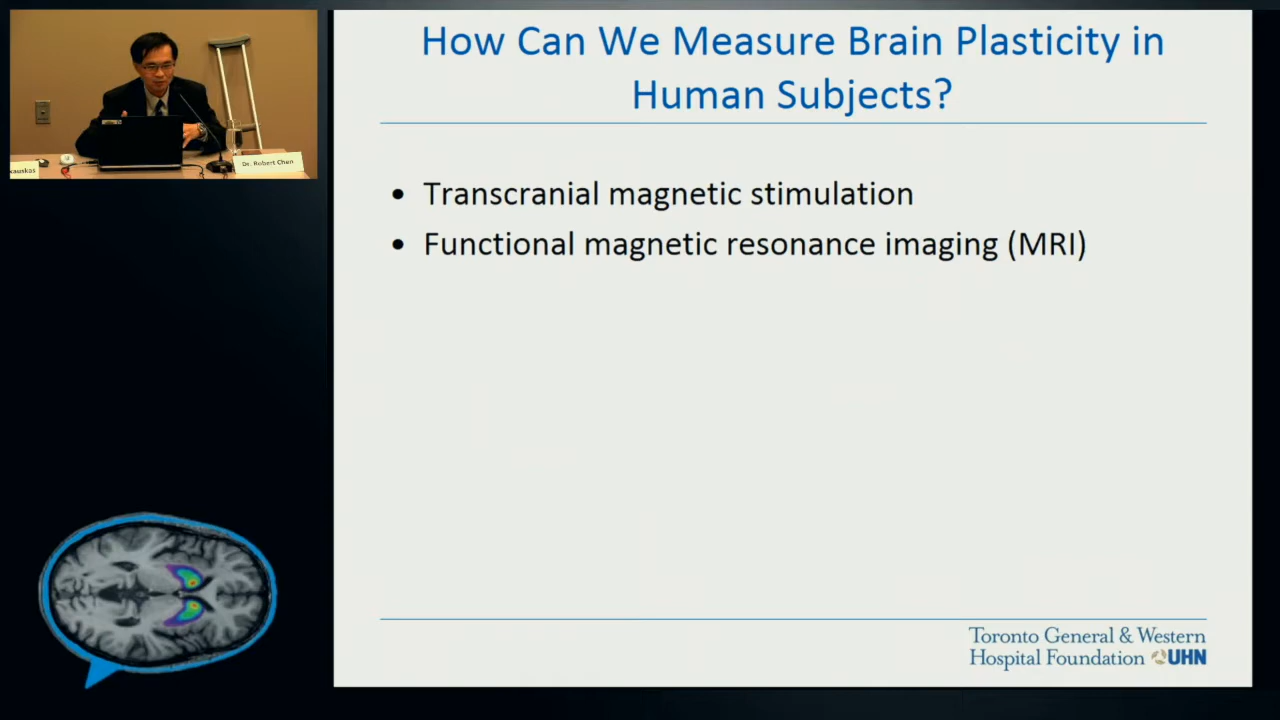 How Can We Measure Brain Plasticity in
Human Subjects?
• Transcranial magnetic stimulation
• Functional magnetic resonance imaging (MRI)
Toronto General & Western
Hospital Foundation UHN
kauskas
Dr. Robert Chen